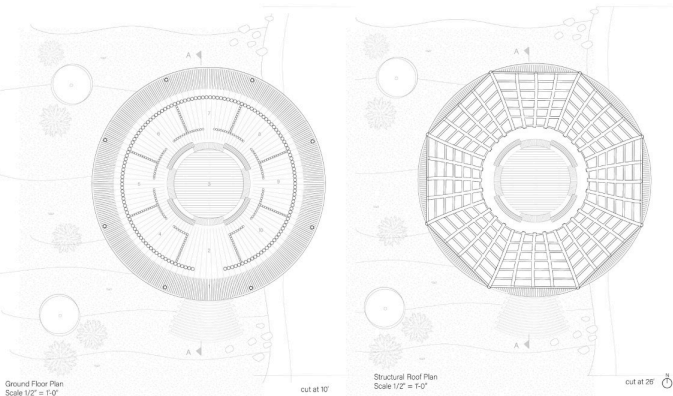 A
A
A
A
Ground Floor Plan
Scale 1/2" = 1'-0"
cut at 10'
Structural Roof Plan
Scale 1/2" = 1'-0"
cut at 26'
N